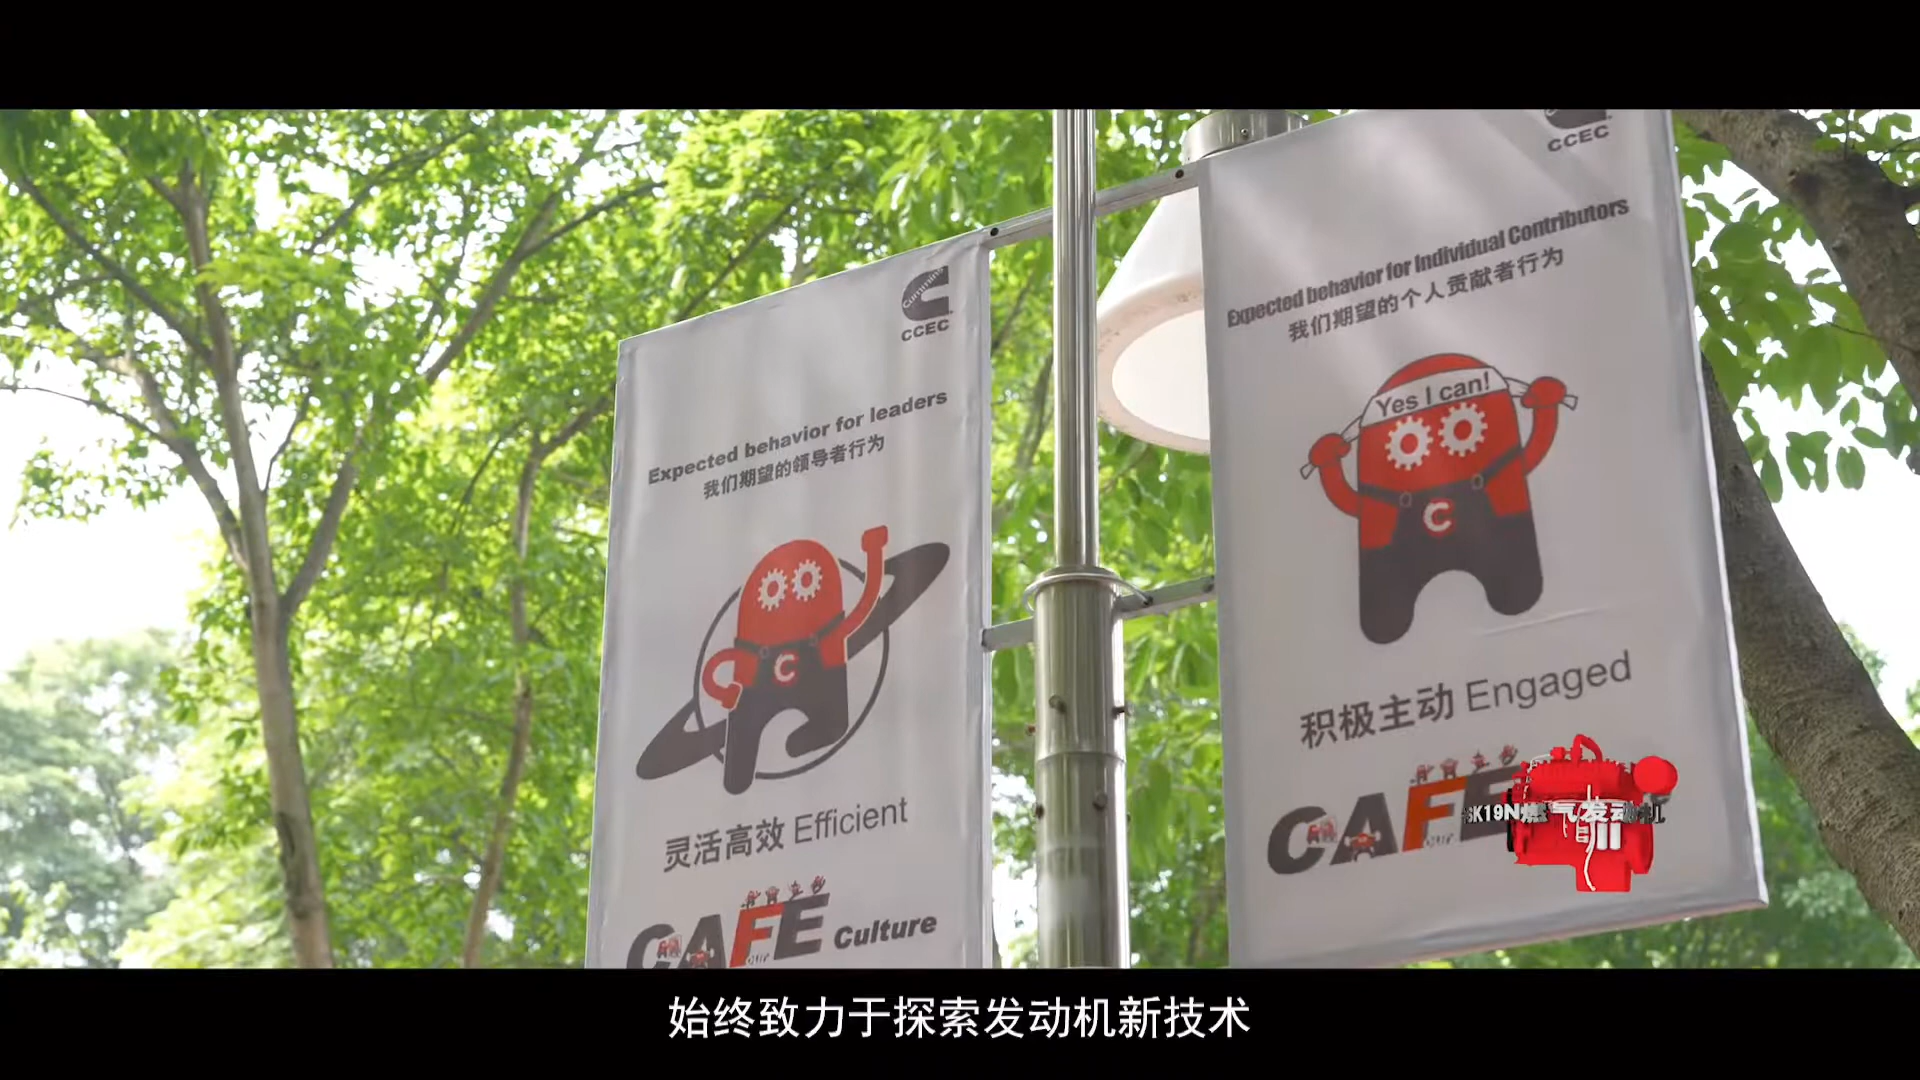 Cummins
CCEC
Expected behavior for leaders
我们期望的领导者行为
C
灵活高效 Efficient
CAFE Culture
CCEC
Expected behavior for Individual Contributors
我们期望的个人贡献者行为
Yes I can!
C
积极主动 Engaged
CAFE
SK19N燃气发动机
始终致力于探索发动机新技术